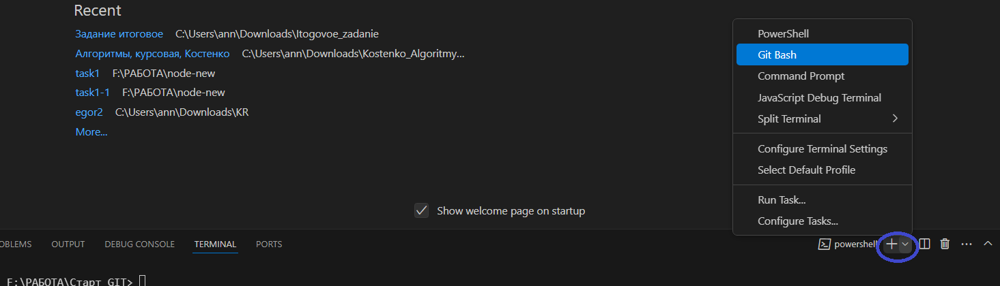 Recent
Задание итоговое C:\Users\ann\Downloads\Itogovoe_zadanie
Алгоритмы, курсовая, Костенко C:\Users\ann\Downloads\Kostenko_Algoritmy...
task1 F:\РАБОТА\node-new
task1-1 F:\РАБОТА\node-new
egor2 C:\Users\ann\Downloads\KR
More...
PowerShell
Git Bash
Command Prompt
JavaScript Debug Terminal
Split Terminal
Configure Terminal Settings
Select Default Profile
Run Task...
Configure Tasks...
Show welcome page on startup
OBLEMS OUTPUT DEBUG CONSOLE TERMINAL PORTS powershell
F:\РАБОТА\Старт GIT>